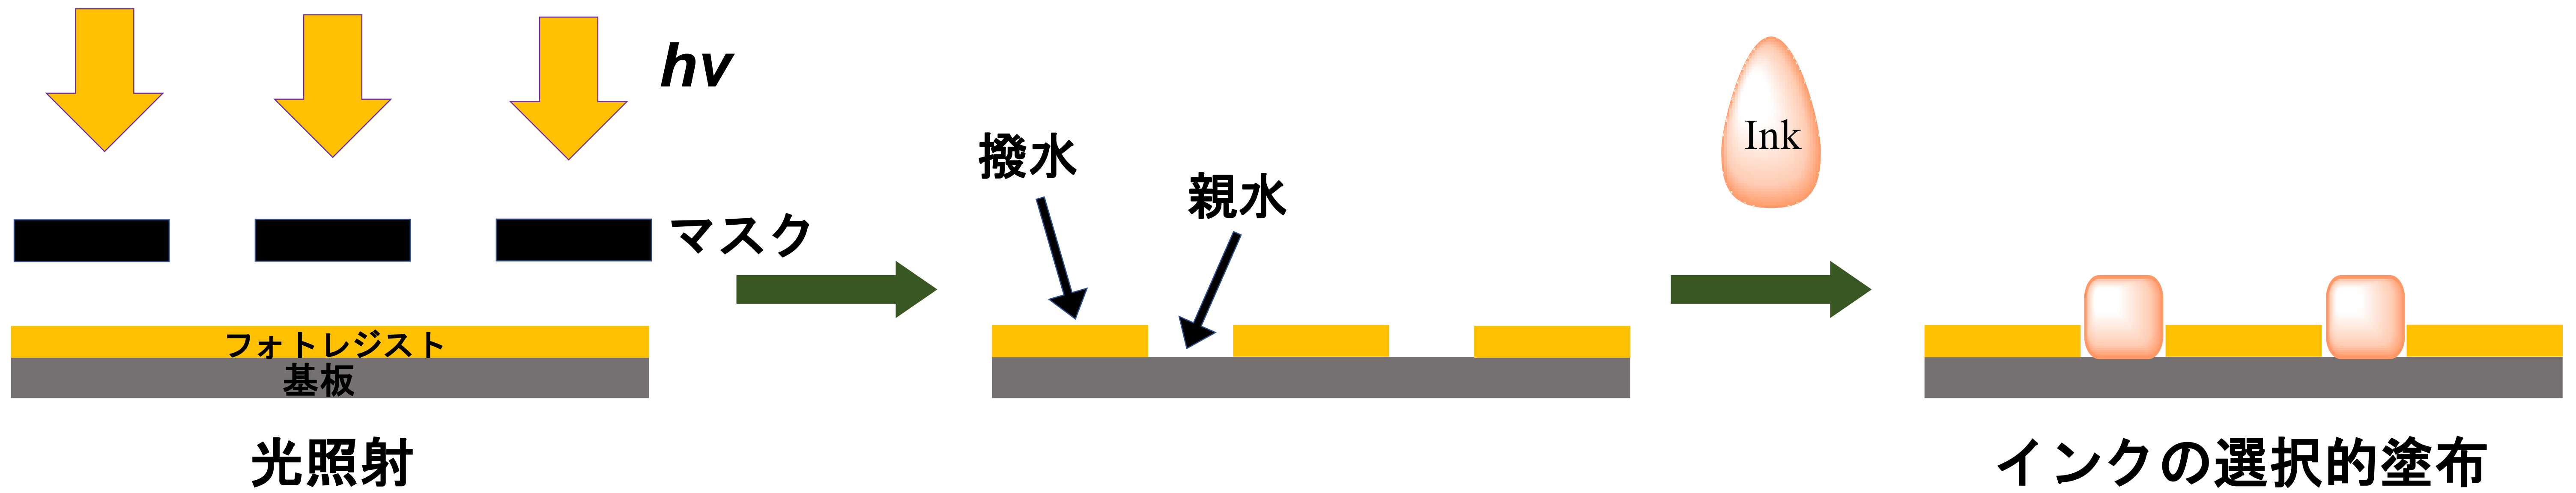 hv
マスク
フォトレジスト
基板
光照射
撥水
親水
Ink
インクの選択的塗布